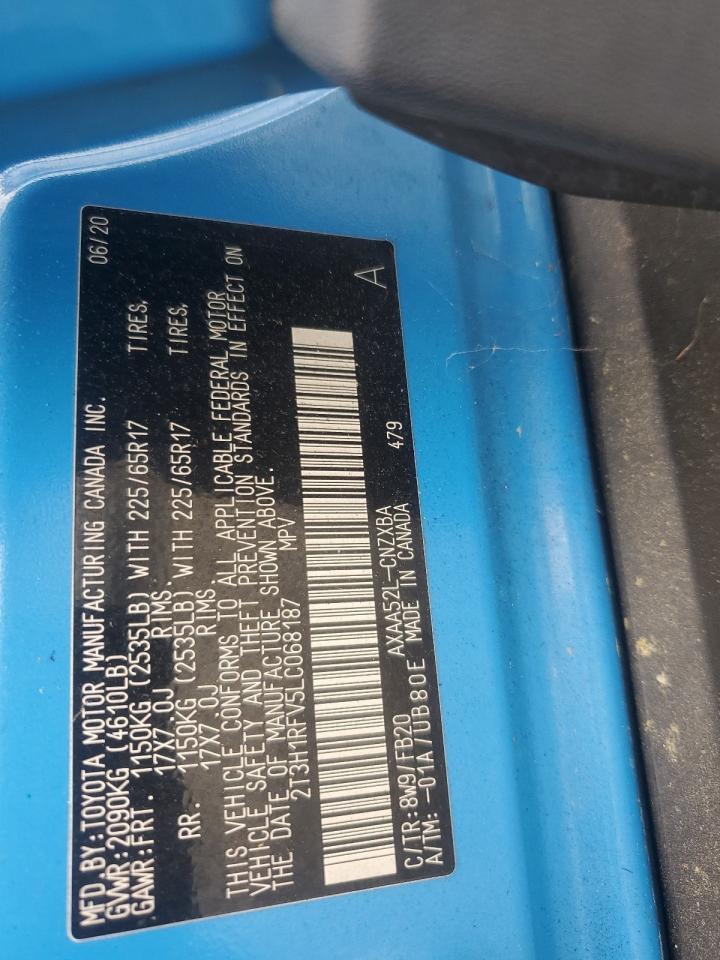 MFD.BY:TOYOTA MOTOR MANUFACTURING CANADA INC. 06/20
GVWR:2090KG (4610LB)
GAWR:FRT. 1150KG (2535LB) WITH 225/65R17 TIRES,
17X7.0J RIMS.
RR. 1150KG (2535LB) WITH 225/65R17 TIRES,
17X7.0J RIMS.
THIS VEHICLE CONFORMS TO ALL APPLICABLE FEDERAL MOTOR
VEHICLE SAFETY AND THEFT PREVENTION STANDARDS IN EFFECT ON
THE DATE OF MANUFACTURE SHOWN ABOVE.
2T3H1RFV5LC068187 MPV
A
C/TR:8W9/FB20 AXAA52L-CNZXBA
A/TM:-01A/UB80E MADE IN CANADA 479